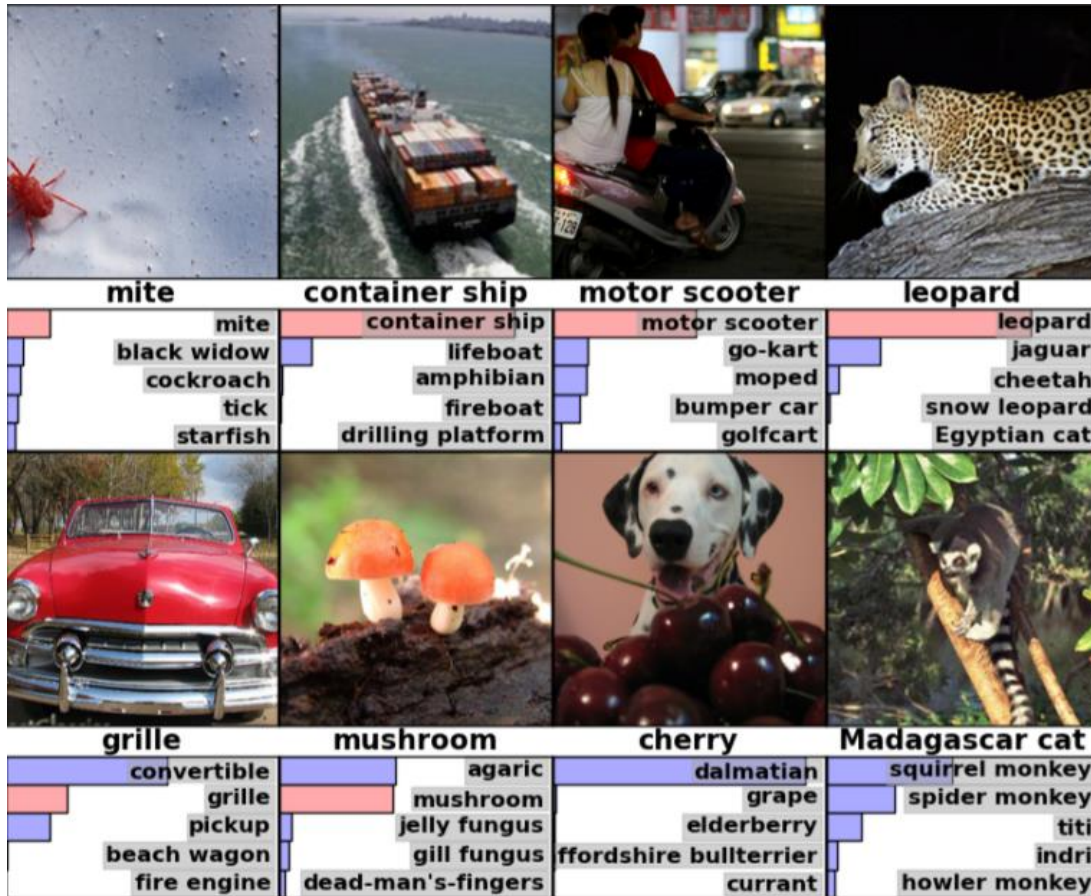 mite
container ship
motor scooter
leopard
mite
black widow
cockroach
tick
starfish
container ship
lifeboat
amphibian
fireboat
drilling platform
motor scooter
go-kart
moped
bumper car
golfcart
leopard
jaguar
cheetah
snow leopard
Egyptian cat
grille
mushroom
cherry
Madagascar cat
convertible
grille
pickup
beach wagon
fire engine
agaric
mushroom
jelly fungus
gill fungus
dead-man's-fingers
dalmatian
grape
elderberry
ffordshire bullterrier
currant
squirrel monkey
spider monkey
titi
indri
howler monkey